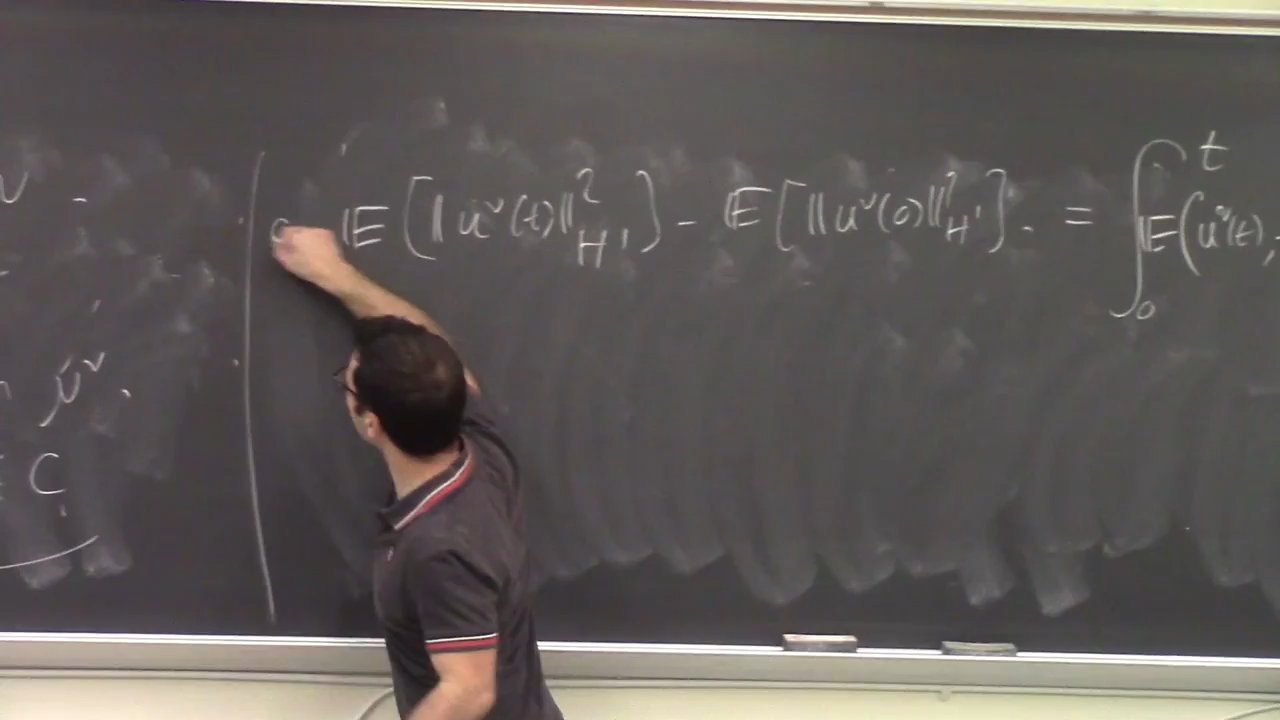 ν .
E [‖u^ν(t)‖²_{H¹}] - E [‖u^ν(0)‖²_{H¹}] . = ∫₀ᵗ E(u^ν(t),
μ^ν .
C